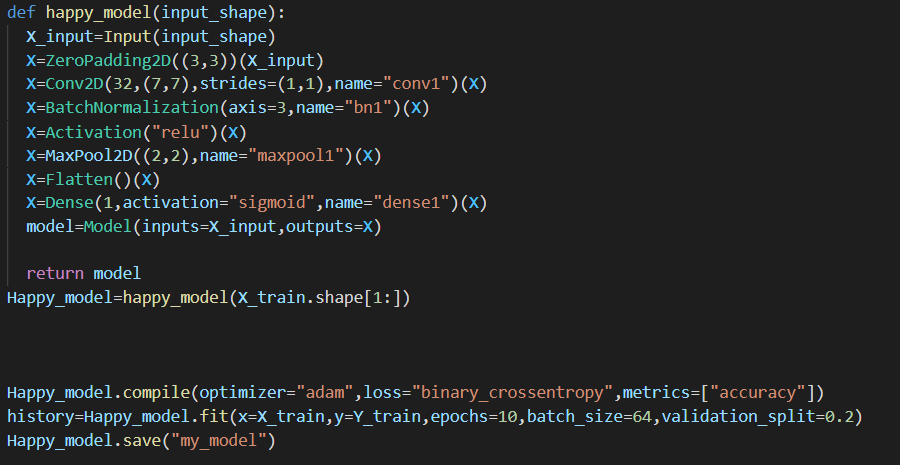 def happy_model(input_shape):
  X_input=Input(input_shape)
  X=ZeroPadding2D((3,3))(X_input)
  X=Conv2D(32,(7,7),strides=(1,1),name="conv1")(X)
  X=BatchNormalization(axis=3,name="bn1")(X)
  X=Activation("relu")(X)
  X=MaxPool2D((2,2),name="maxpool1")(X)
  X=Flatten()(X)
  X=Dense(1,activation="sigmoid",name="dense1")(X)
  model=Model(inputs=X_input,outputs=X)
  return model
Happy_model=happy_model(X_train.shape[1:])
Happy_model.compile(optimizer="adam",loss="binary_crossentropy",metrics=["accuracy"])
history=Happy_model.fit(x=X_train,y=Y_train,epochs=10,batch_size=64,validation_split=0.2)
Happy_model.save("my_model")